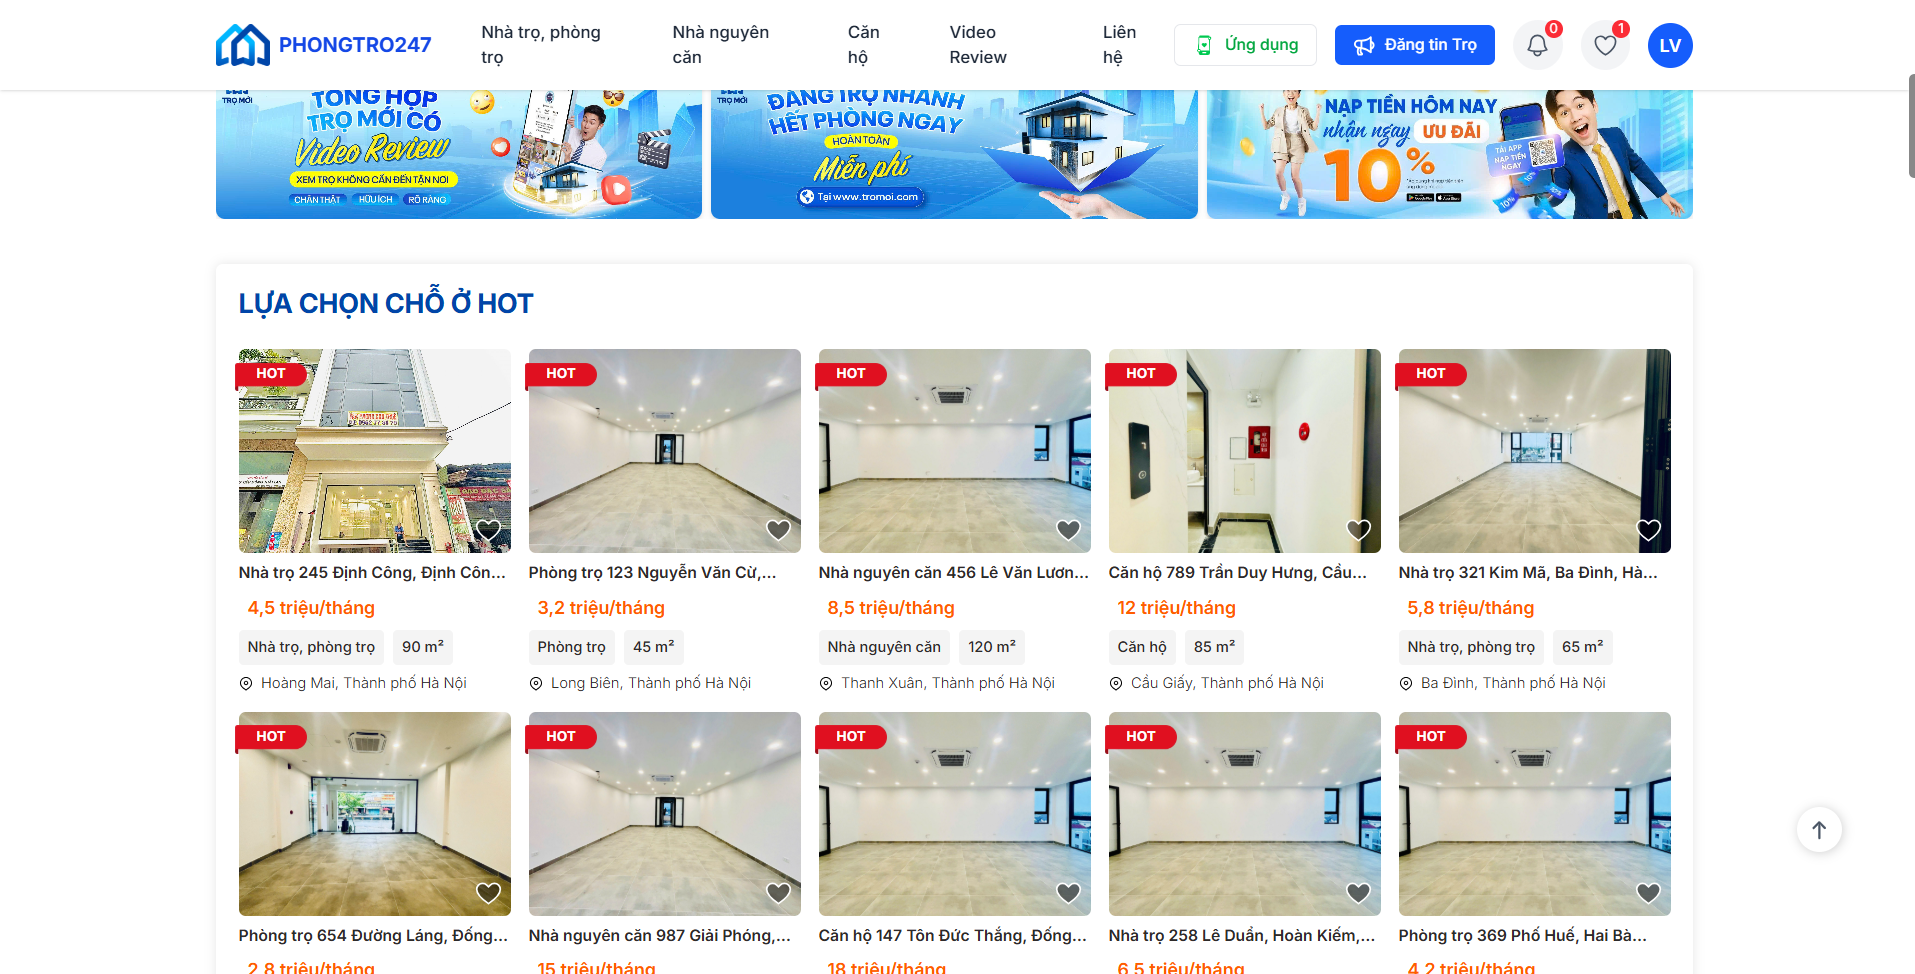 PHONGTRO247
Nhà trọ, phòng trọ
Nhà nguyên căn
Căn hộ
Video Review
Liên hệ
Ứng dụng
Đăng tin Trọ
0
1
LV
TRỌ MỚI
TỔNG HỢP
TRỌ MỚI CÓ
Video Review
XEM TRỌ KHÔNG CẦN ĐẾN TẬN NƠI
CHÂN THẬT
HỮU ÍCH
RÕ RÀNG
TRỌ MỚI
ĐĂNG TRỌ NHANH
HẾT PHÒNG NGAY
HOÀN TOÀN
Miễn phí
Tại www.tromoi.com
NẠP TIỀN HÔM NAY
nhận ngay ƯU ĐÃI
10%
TẢI APP
NẠP TIỀN
NGAY
10%
LỰA CHỌN CHỖ Ở HOT
HOT
HOT
HOT
HOT
HOT
Nhà trọ 245 Định Công, Định Côn...
Phòng trọ 123 Nguyễn Văn Cừ,...
Nhà nguyên căn 456 Lê Văn Lươn...
Căn hộ 789 Trần Duy Hưng, Cầu...
Nhà trọ 321 Kim Mã, Ba Đình, Hà...
4,5 triệu/tháng
3,2 triệu/tháng
8,5 triệu/tháng
12 triệu/tháng
5,8 triệu/tháng
Nhà trọ, phòng trọ
90 m²
Phòng trọ
45 m²
Nhà nguyên căn
120 m²
Căn hộ
85 m²
Nhà trọ, phòng trọ
65 m²
Hoàng Mai, Thành phố Hà Nội
Long Biên, Thành phố Hà Nội
Thanh Xuân, Thành phố Hà Nội
Cầu Giấy, Thành phố Hà Nội
Ba Đình, Thành phố Hà Nội
HOT
HOT
HOT
HOT
HOT
Phòng trọ 654 Đường Láng, Đống...
Nhà nguyên căn 987 Giải Phóng,...
Căn hộ 147 Tôn Đức Thắng, Đống...
Nhà trọ 258 Lê Duẩn, Hoàn Kiếm,...
Phòng trọ 369 Phố Huế, Hai Bà...
2,8 triệu/tháng
15 triệu/tháng
18 triệu/tháng
6,5 triệu/tháng
4,2 triệu/tháng